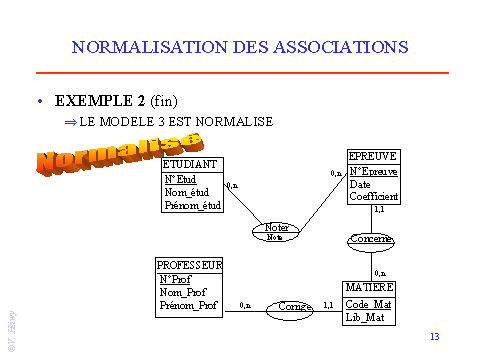 NORMALISATION DES ASSOCIATIONS
• EXEMPLE 2 (fin)
⇒ LE MODELE 3 EST NORMALISE
Normalisé
ETUDIANT
N°Etud
Nom_étud
Prénom_étud
0,n
Noter
Note
0,n
EPREUVE
N°Epreuve
Date
Coefficient
1,1
Concerne
0,n
PROFESSEUR
N°Prof
Nom_Prof
Prénom_Prof
0,n
Corrige
1,1
MATIERE
Code_Mat
Lib_Mat
13